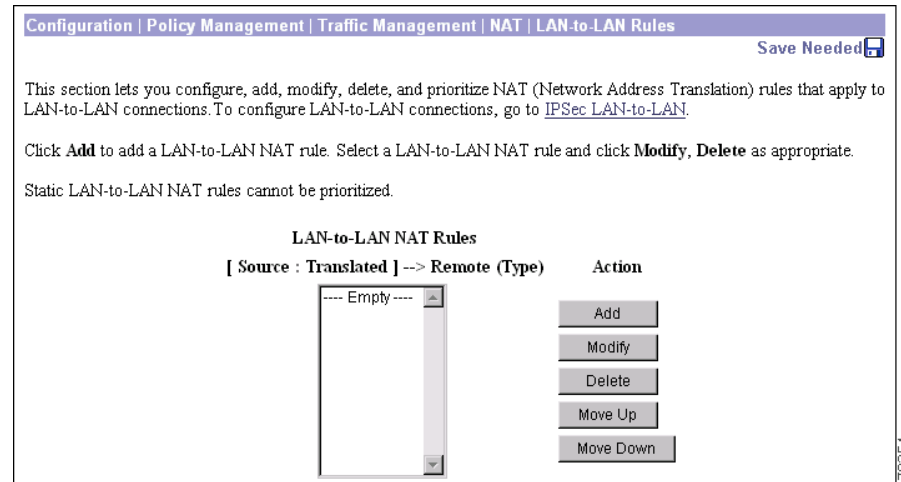 Configuration | Policy Management | Traffic Management | NAT | LAN-to-LAN Rules
Save Needed
This section lets you configure, add, modify, delete, and prioritize NAT (Network Address Translation) rules that apply to
LAN-to-LAN connections.To configure LAN-to-LAN connections, go to IPSec LAN-to-LAN.
Click Add to add a LAN-to-LAN NAT rule. Select a LAN-to-LAN NAT rule and click Modify, Delete as appropriate.
Static LAN-to-LAN NAT rules cannot be prioritized.
LAN-to-LAN NAT Rules
[ Source : Translated ] --> Remote (Type) Action
---- Empty ----
Add
Modify
Delete
Move Up
Move Down